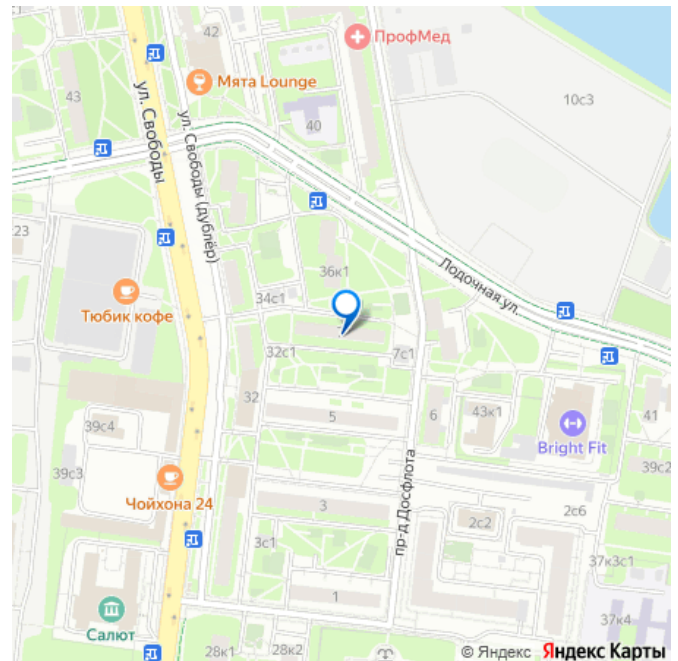 42
ПрофМед
Мята Lounge
43
10с3
ул. Свободы
ул. Свободы (дублёр)
40
23
36к1
Лодочная ул.
Тюбик кофе
34с1
32с1
7с1
32
5
6
43к1
41
39с4
Bright Fit
39с3
39с2
Чойхона 24
3
пр-д Досфлота
2с2
2с6
3с1
37к3с1
1
37к4
Салют
28к1
28к2
© Яндекс Яндекс Карты